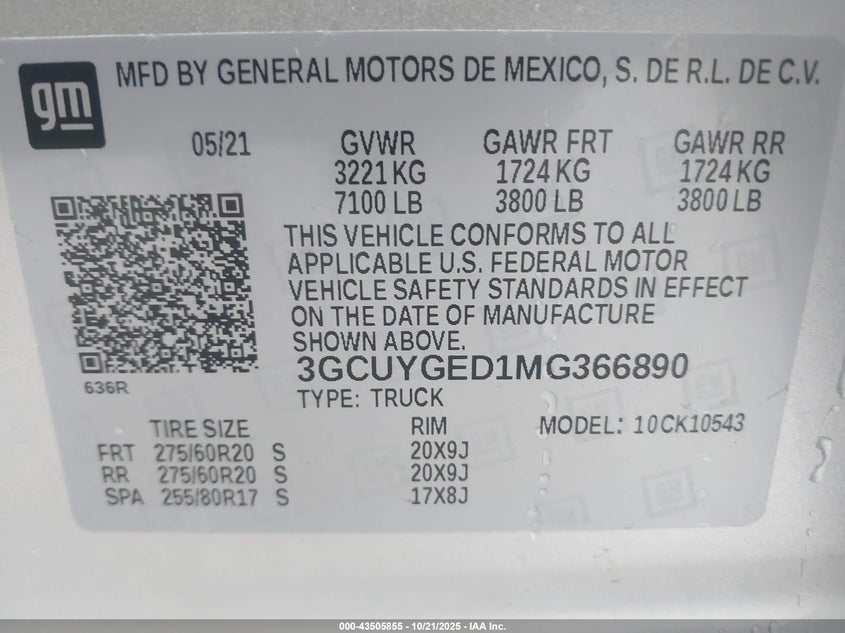 gm
MFD BY GENERAL MOTORS DE MEXICO, S. DE R.L. DE C.V.
05/21 GVWR GAWR FRT GAWR RR
3221 KG 1724 KG 1724 KG
7100 LB 3800 LB 3800 LB
THIS VEHICLE CONFORMS TO ALL
APPLICABLE U.S. FEDERAL MOTOR
VEHICLE SAFETY STANDARDS IN EFFECT
ON THE DATE OF MANUFACTURE
SHOWN ABOVE.
3GCUYGED1MG366890
636R
TYPE: TRUCK
TIRE SIZE RIM MODEL: 10CK10543
FRT 275/60R20 S 20X9J
RR 275/60R20 S 20X9J
SPA 255/80R17 S 17X8J
000-43505855 - 10/21/2025 - IAA Inc.